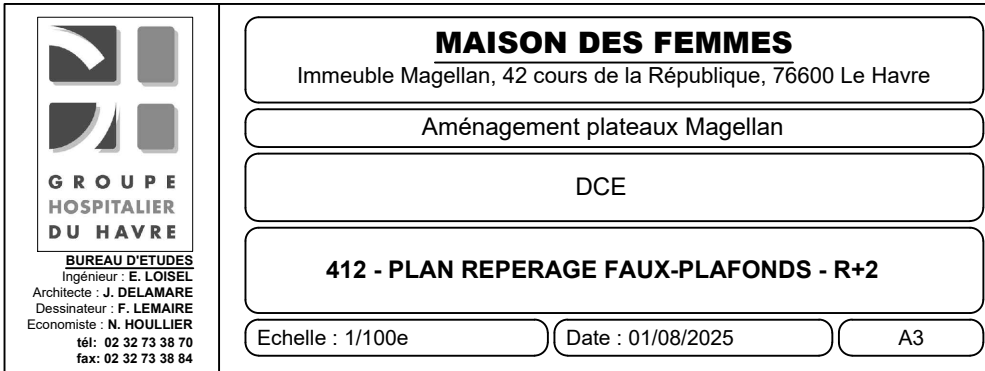 GROUPE
HOSPITALIER
DU HAVRE
BUREAU D'ETUDES
Ingénieur : E. LOISEL
Architecte : J. DELAMARE
Dessinateur : F. LEMAIRE
Economiste : N. HOULLIER
tél: 02 32 73 38 70
fax: 02 32 73 38 84
MAISON DES FEMMES
Immeuble Magellan, 42 cours de la République, 76600 Le Havre
Aménagement plateaux Magellan
DCE
412 - PLAN REPERAGE FAUX-PLAFONDS - R+2
Echelle : 1/100e
Date : 01/08/2025
A3